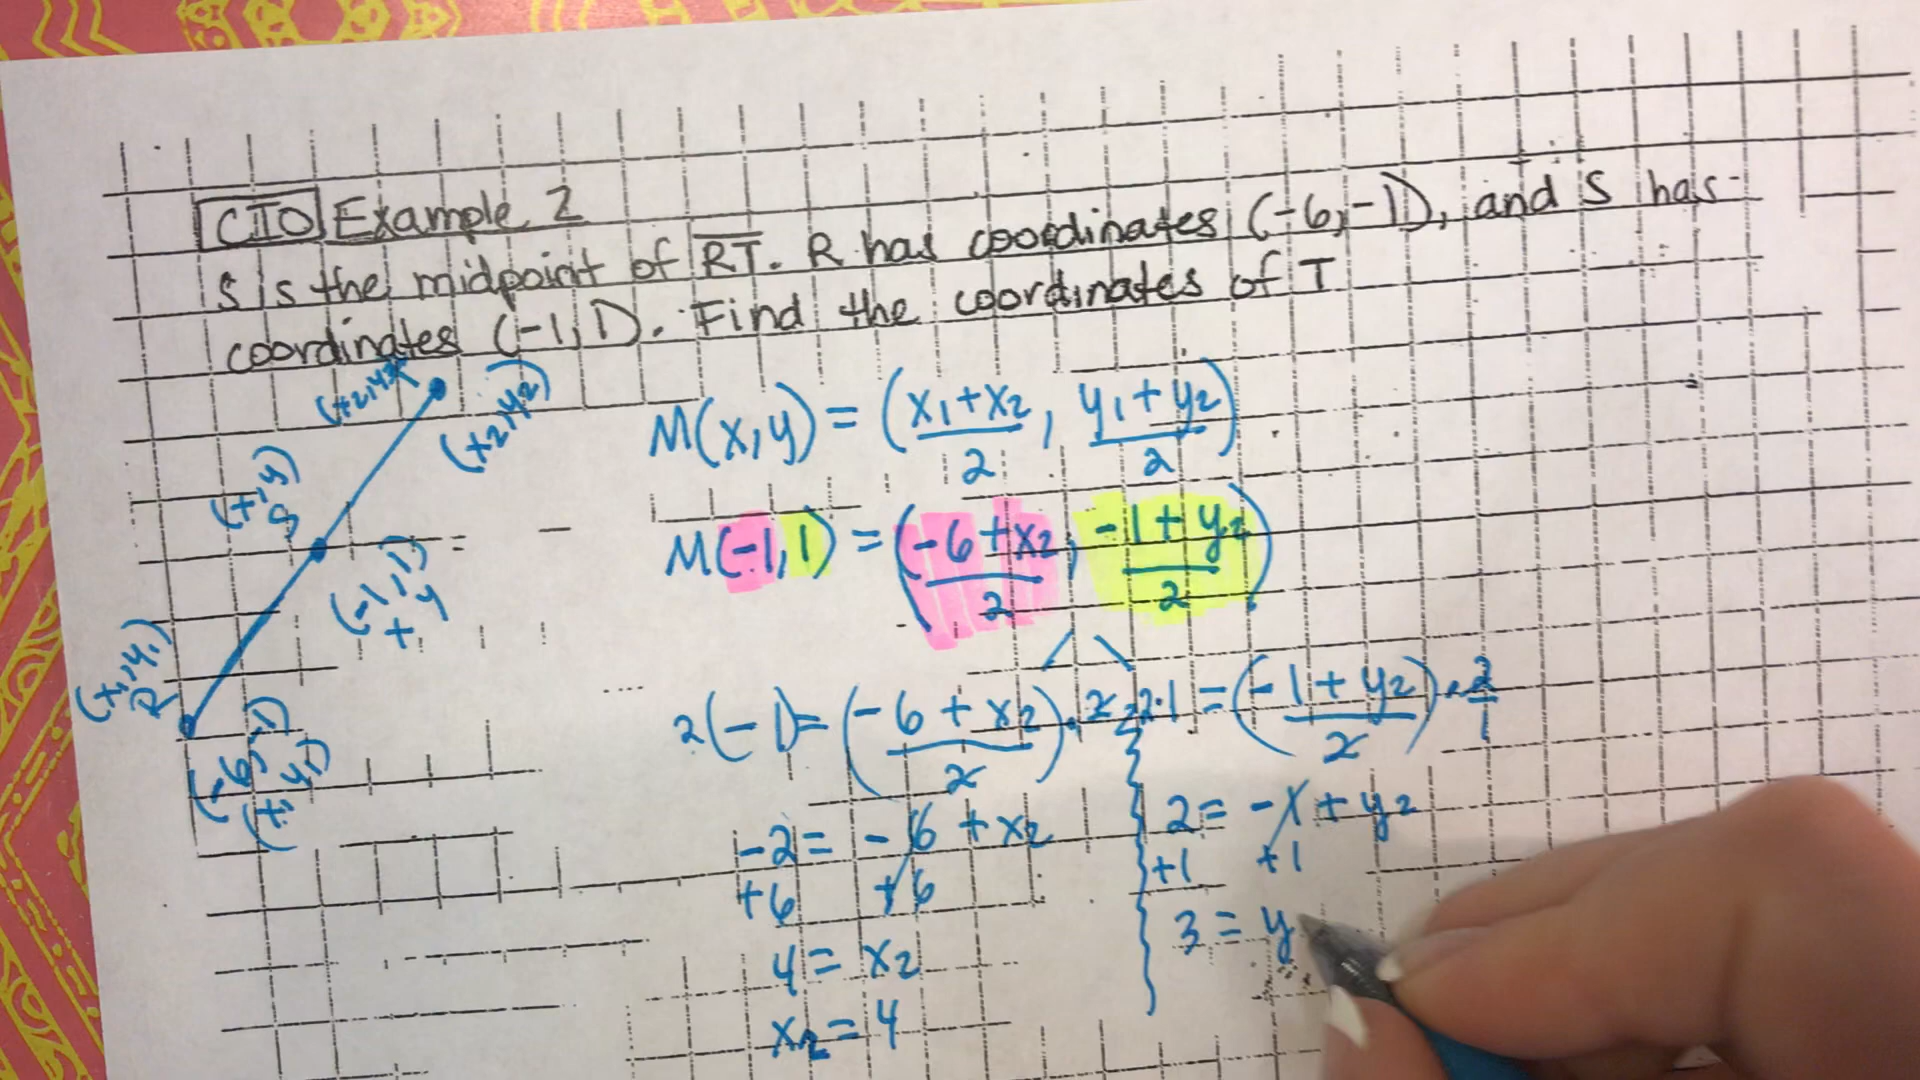 CIO Example 2
S is the midpoint of RT. R has coordinates (-6,-1), and S has
coordinates (-1,1). Find the coordinates of T
(x2,y2)
(x2,y2)
(x,y)
S
(-1,1)
x y
(x1,y1)
R
(-6,-1)
(x1,y1)
M(x,y) = (x1+x2/2, y1+y2/2)
M(-1,1) = (-6+x2/2, -1+y2/2)
2(-1) = (-6+x2/2)·2
2·1 = (-1+y2/2)·2/1
-2 = -6 + x2
+6 +6
4 = x2
x2 = 4
2 = -1 + y2
+1 +1
3 = y